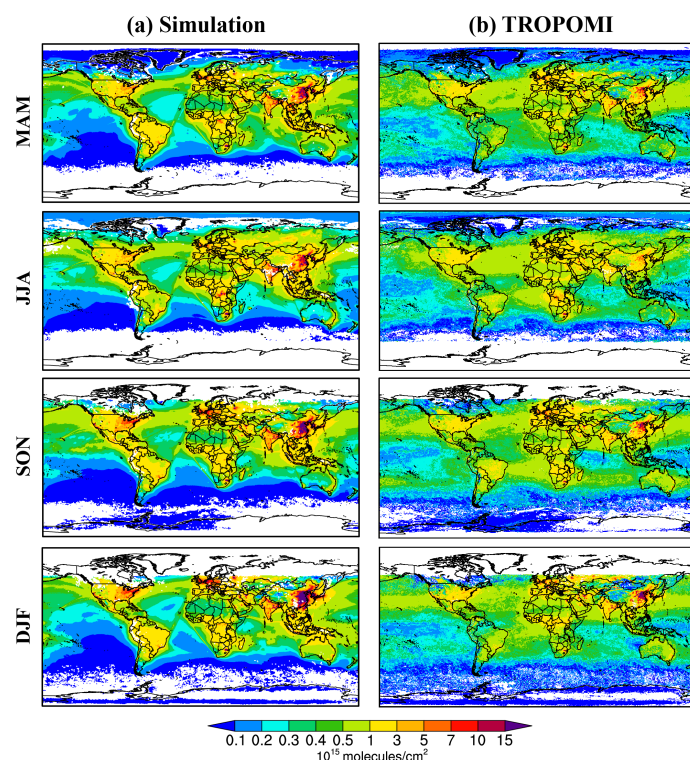 (a) Simulation (b) TROPOMI
MAM
JJA
SON
DJF
0.1 0.2 0.3 0.4 0.5 1 3 5 7 10 15
10¹⁵ molecules/cm²